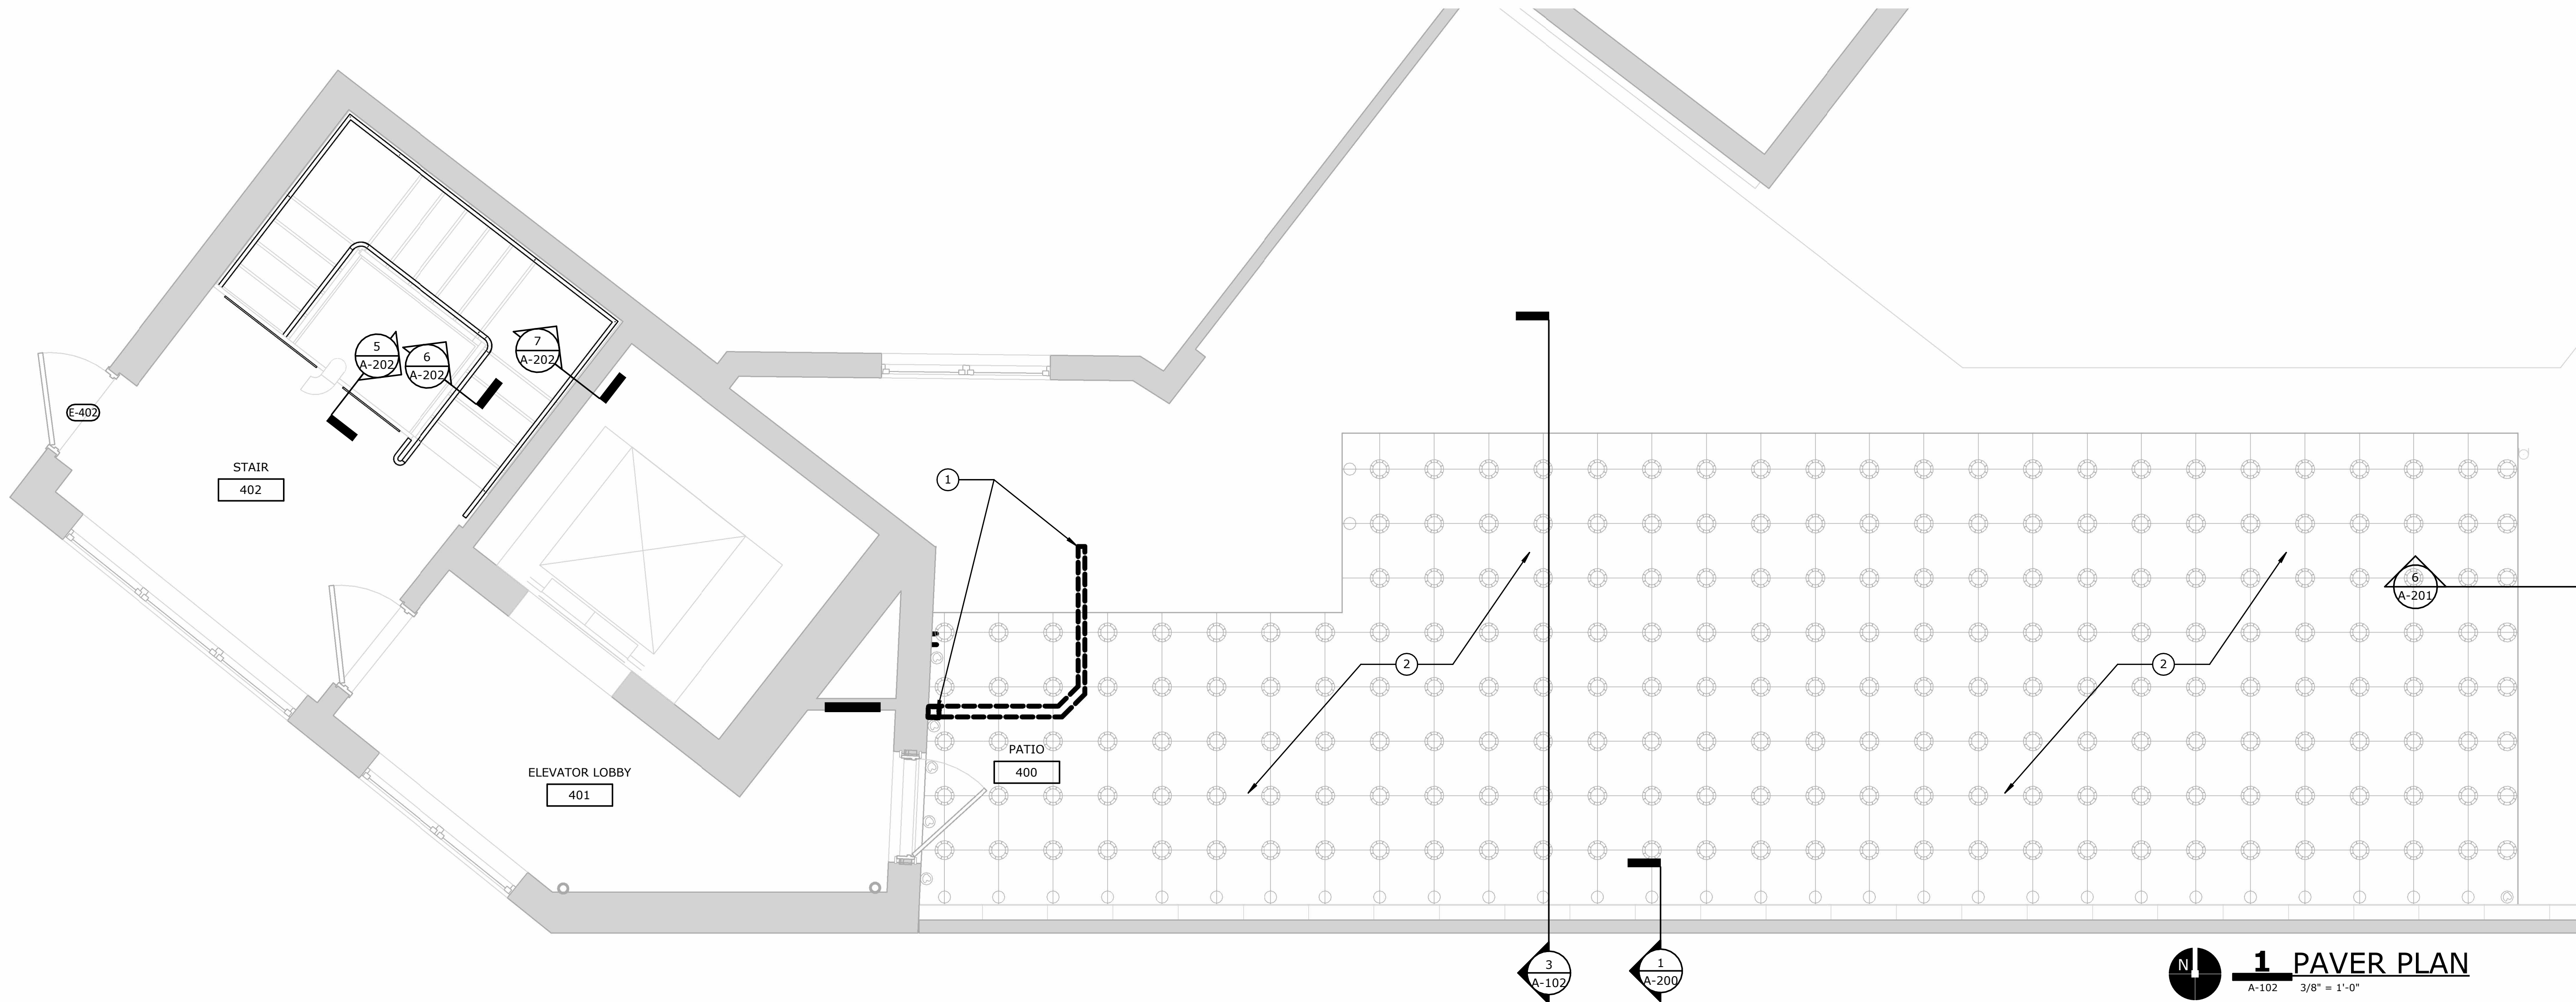 5
A-202
6
A-202
7
A-202
E-402
STAIR
402
1
6
A-201
2
2
PATIO
400
ELEVATOR LOBBY
401
3
A-102
1
A-200
N
1 PAVER PLAN
A-102 3/8" = 1'-0"